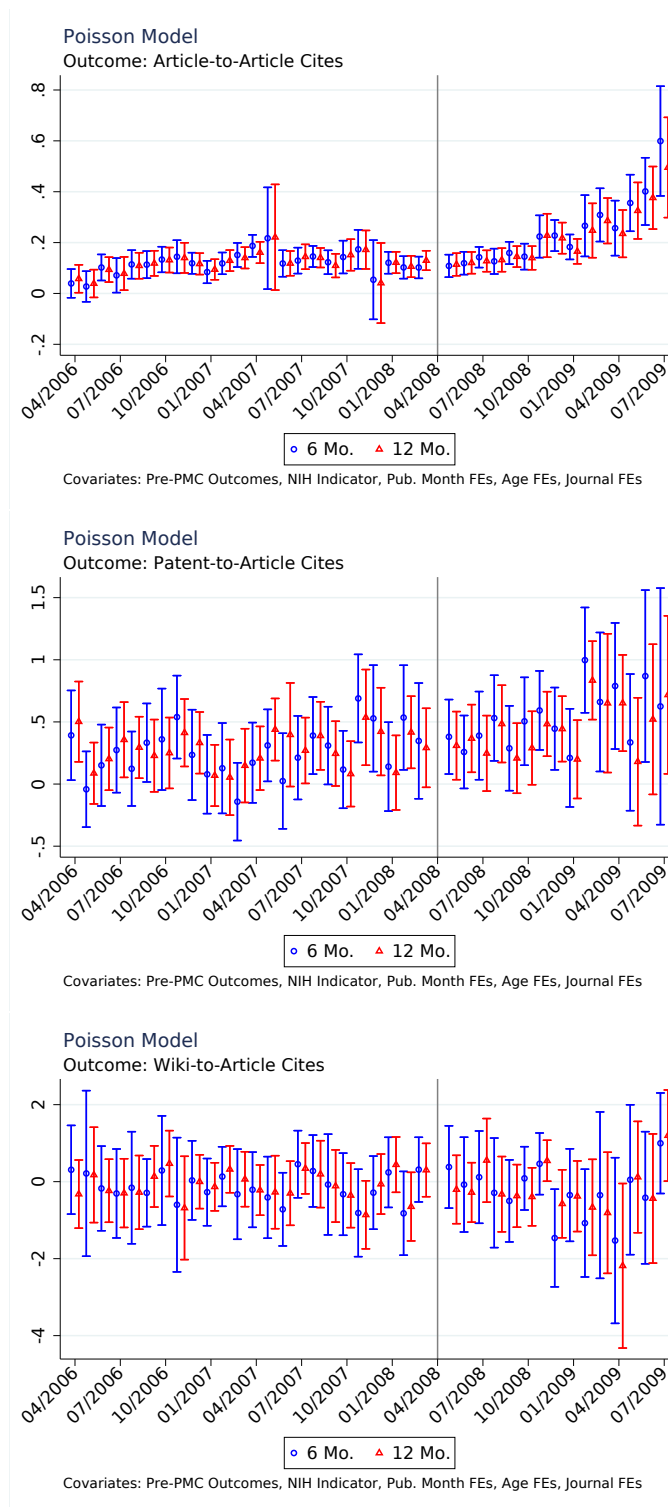 Poisson Model
Outcome: Article-to-Article Cites
.8
.6
.4
.2
0
-.2
04/2006 07/2006 10/2006 01/2007 04/2007 07/2007 10/2007 01/2008 04/2008 07/2008 10/2008 01/2009 04/2009 07/2009
6 Mo. 12 Mo.
Covariates: Pre-PMC Outcomes, NIH Indicator, Pub. Month FEs, Age FEs, Journal FEs
Poisson Model
Outcome: Patent-to-Article Cites
1.5
1
.5
0
-.5
04/2006 07/2006 10/2006 01/2007 04/2007 07/2007 10/2007 01/2008 04/2008 07/2008 10/2008 01/2009 04/2009 07/2009
6 Mo. 12 Mo.
Covariates: Pre-PMC Outcomes, NIH Indicator, Pub. Month FEs, Age FEs, Journal FEs
Poisson Model
Outcome: Wiki-to-Article Cites
2
0
-2
-4
04/2006 07/2006 10/2006 01/2007 04/2007 07/2007 10/2007 01/2008 04/2008 07/2008 10/2008 01/2009 04/2009 07/2009
6 Mo. 12 Mo.
Covariates: Pre-PMC Outcomes, NIH Indicator, Pub. Month FEs, Age FEs, Journal FEs